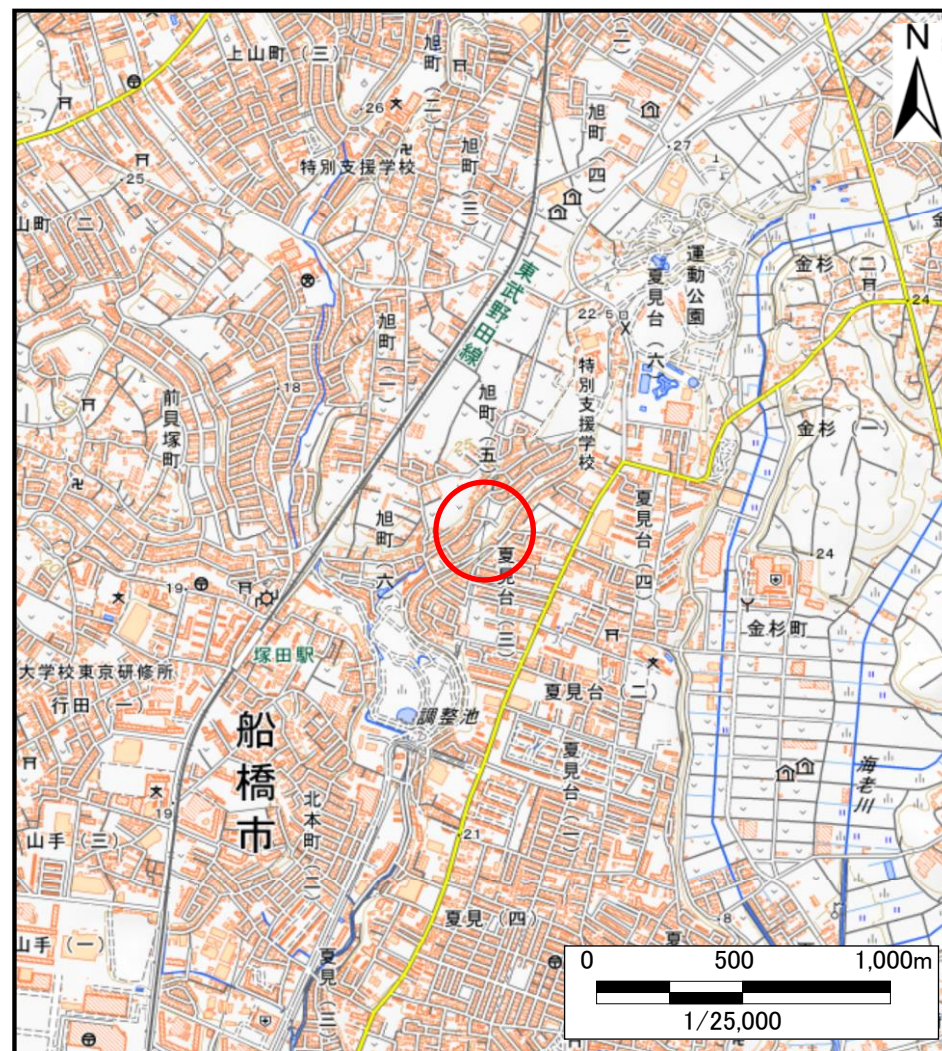 上山町（三）
旭町（二）
（二）
N
26
旭町（三）
旭町（四）
27
特別支援学校
25
山町（二）
東武野田線
運動公園
金杉（二）
24
22.5
夏見台（六）
旭町（一）
18
前貝塚町
旭町（五）
25
特別支援学校
金杉（一）
旭町
六
夏見台（三）
夏見台（四）
24
19
塚田駅
金杉町
大学校東京研修所
行田（一）
夏見台（二）
船橋市
調整池
夏見台（一）
海老川
北本町（二）
19
山手（三）
21
夏見（四）
8
山手（一）
夏見（三）
0 500 1,000m
1/25,000